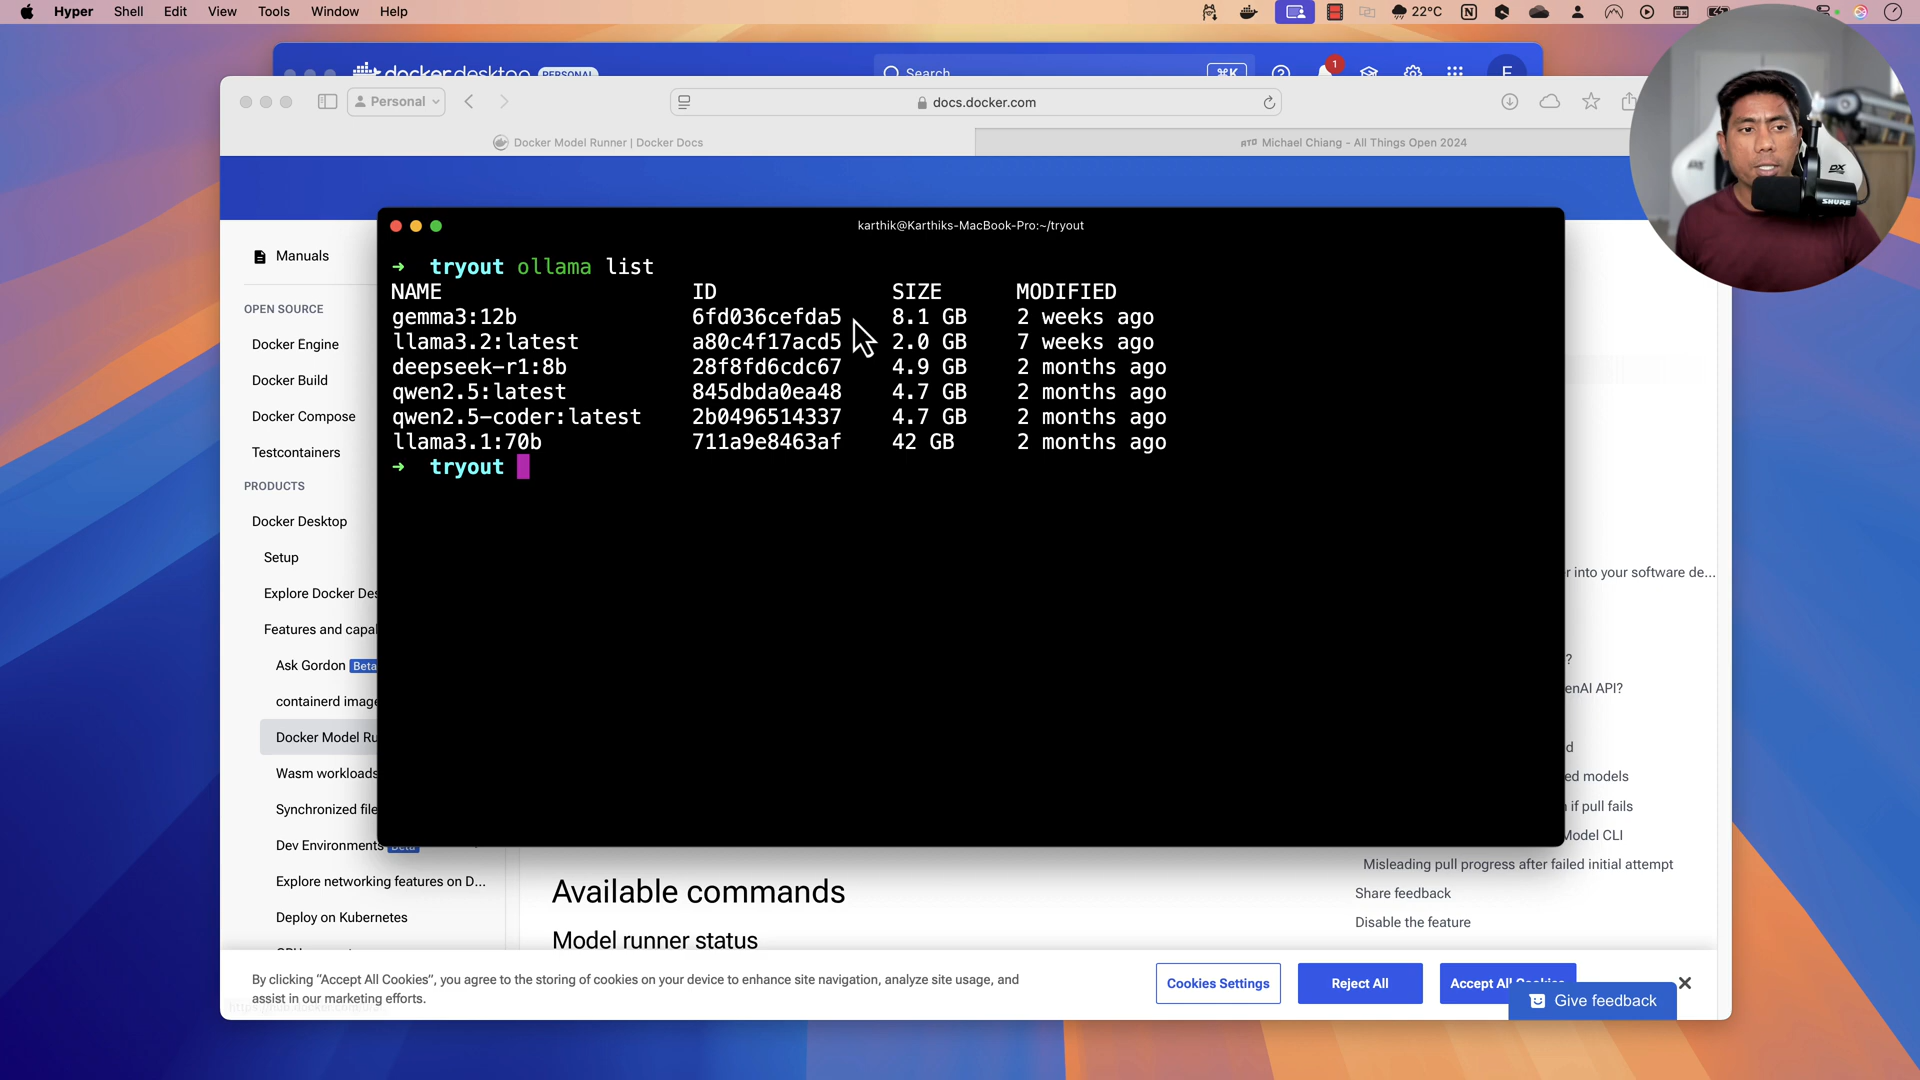 Hyper Shell Edit View Tools Window Help
22°C
docker desktop PERSONAL
Search
⌘K
1
Personal
docs.docker.com
Docker Model Runner | Docker Docs
ATO Michael Chiang - All Things Open 2024
karthik@Karthiks-MacBook-Pro:~/tryout
➜ tryout ollama list
NAME ID SIZE MODIFIED
gemma3:12b 6fd036cefda5 8.1 GB 2 weeks ago
llama3.2:latest a80c4f17acd5 2.0 GB 7 weeks ago
deepseek-r1:8b 28f8fd6cdc67 4.9 GB 2 months ago
qwen2.5:latest 845dbda0ea48 4.7 GB 2 months ago
qwen2.5-coder:latest 2b0496514337 4.7 GB 2 months ago
llama3.1:70b 711a9e8463af 42 GB 2 months ago
➜ tryout
Manuals
OPEN SOURCE
Docker Engine
Docker Build
Docker Compose
Testcontainers
PRODUCTS
Docker Desktop
Setup
Explore Docker Des
Features and capal
Ask Gordon Beta
containerd image
Docker Model Ru
Wasm workloads
Synchronized file
Dev Environments Beta
Explore networking features on D...
Deploy on Kubernetes
r into your software de...
?
enAI API?
d
ed models
if pull fails
Model CLI
Misleading pull progress after failed initial attempt
Share feedback
Disable the feature
Available commands
Model runner status
By clicking “Accept All Cookies”, you agree to the storing of cookies on your device to enhance site navigation, analyze site usage, and
assist in our marketing efforts.
Cookies Settings
Reject All
Accept All Cookies
Give feedback
DX
SHURE